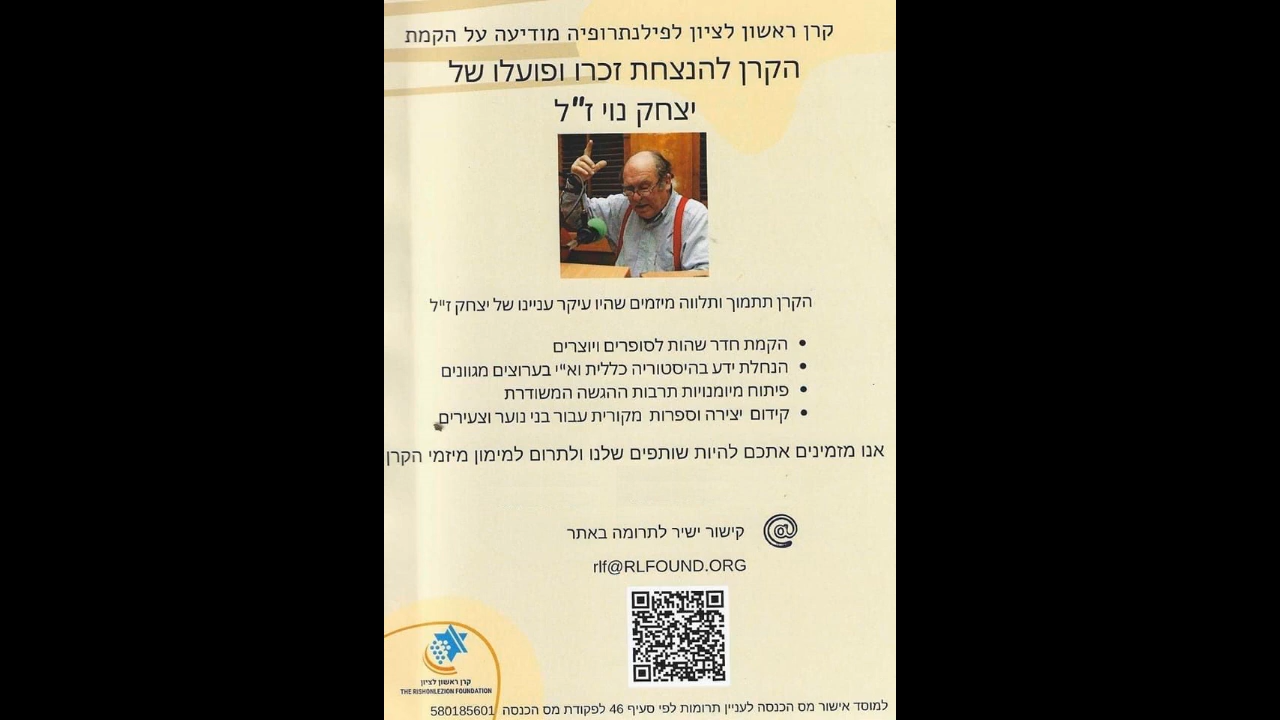 קרן ראשון לציון לפילנתרופיה מודיעה על הקמת
הקרן להנצחת זכרו ופועלו של
יצחק נוי ז"ל
הקרן תתמוך ותלווה מיזמים שהיו עיקר עניינו של יצחק ז"ל
• הקמת חדר שהות לסופרים ויוצרים
• הנחלת ידע בהיסטוריה כללית וא"י בערוצים מגוונים
• פיתוח מיומנויות תרבות ההגשה המשודרת
• קידום יצירה וספרות מקורית עבור בני נוער וצעירים
אנו מזמינים אתכם להיות שותפים שלנו ולתרום למימון מיזמי הקרן
קישור ישיר לתרומה באתר
rlf@RLFOUND.ORG
קרן ראשון לציון
THE RISHONLEZION FOUNDATION
למוסד אישור מס הכנסה לעניין תרומות לפי סעיף 46 לפקודת מס הכנסה 580185601